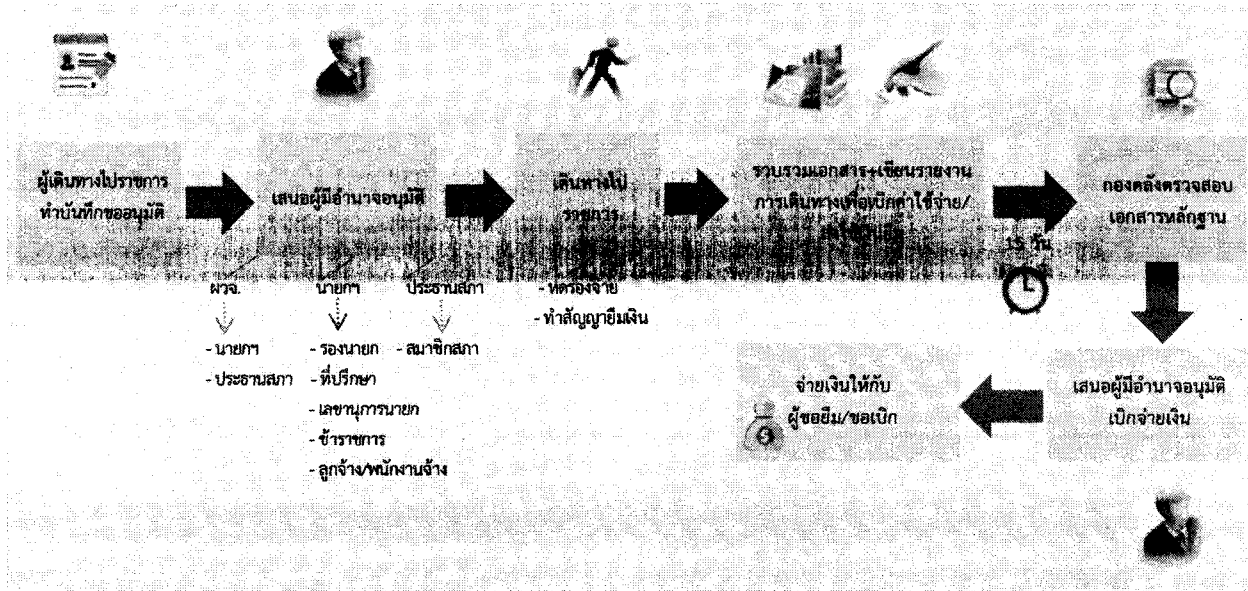 ผู้เดินทางไปราชการ
ทำบันทึกขออนุมัติ
เสนอผู้มีอำนาจอนุมัติ
เดินทางไป
ราชการ
รวบรวมเอกสาร+เขียนรายงาน
การเดินทางเพื่อเบิกค่าใช้จ่าย/
15 วัน
กองคลังตรวจสอบ
เอกสารหลักฐาน
ผวจ.
- นายกฯ
- ประธานสภา
นายกฯ
- รองนายก
- ที่ปรึกษา
- เลขานุการนายก
- ข้าราชการ
- ลูกจ้าง/พนักงานจ้าง
ประธานสภา
- สมาชิกสภา
- ทดรองจ่าย
- ทำสัญญายืมเงิน
เสนอผู้มีอำนาจอนุมัติ
เบิกจ่ายเงิน
จ่ายเงินให้กับ
ผู้ขอยืม/ขอเบิก